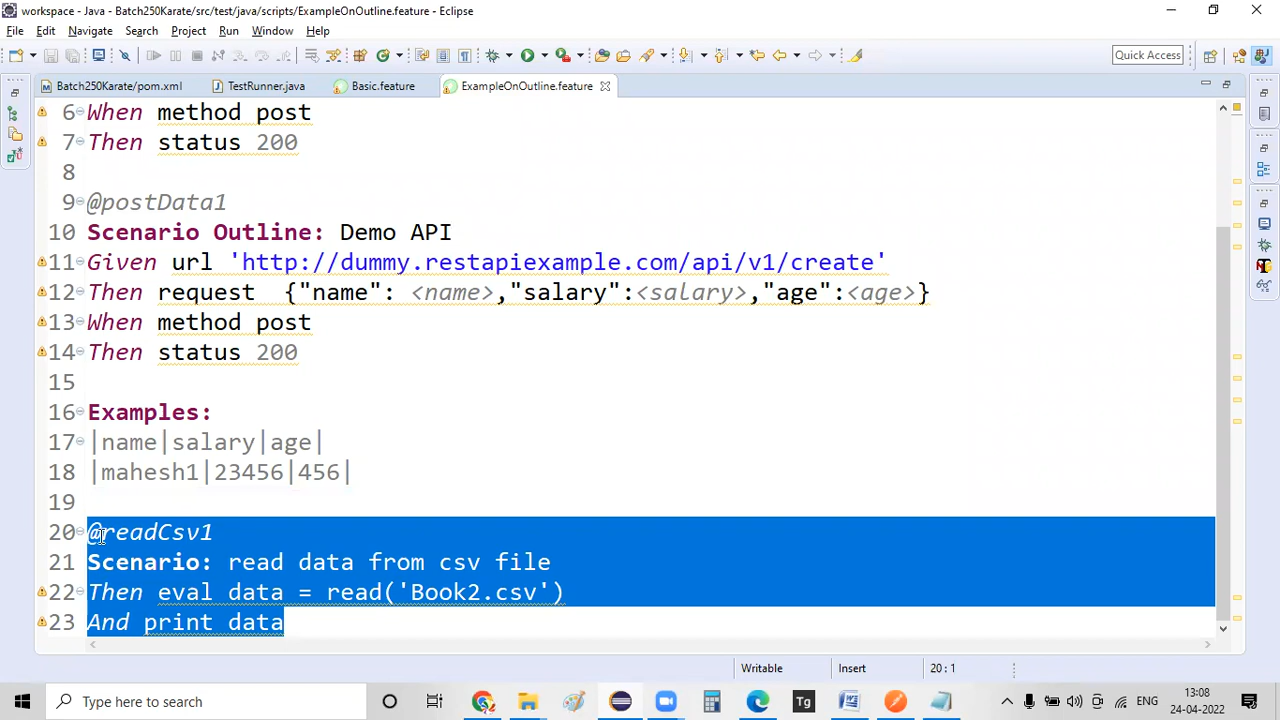 workspace - Java - Batch250Karate/src/test/java/scripts/ExampleOnOutline.feature - Eclipse
File Edit Navigate Search Project Run Window Help
Quick Access
Batch250Karate/pom.xml TestRunner.java Basic.feature ExampleOnOutline.feature
6 When method post
7 Then status 200
8
9 @postData1
10 Scenario Outline: Demo API
11 Given url 'http://dummy.restapiexample.com/api/v1/create'
12 Then request  {"name": <name>,"salary":<salary>,"age":<age>}
13 When method post
14 Then status 200
15
16 Examples:
17 |name|salary|age|
18 |mahesh1|23456|456|
19
20 @readCsv1
21 Scenario: read data from csv file
22 Then eval data = read('Book2.csv')
23 And print data
Writable Insert 20 : 1
Type here to search
Tg
ENG
13:08
24-04-2022